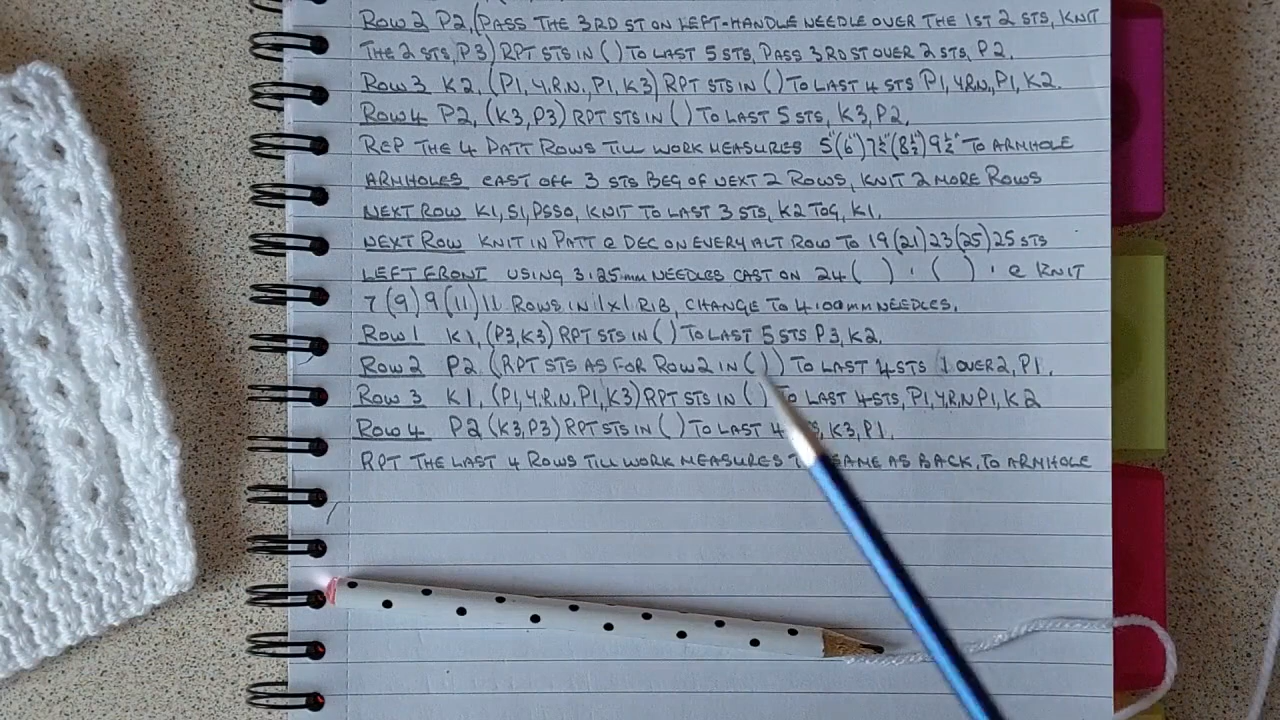 ROW 2 P2, (PASS THE 3RD ST ON LEFT-HANDLE NEEDLE OVER THE 1ST 2 STS, KNIT
THE 2 STS, P3) RPT STS IN ( ) TO LAST 5 STS, PASS 3RD ST OVER 2 STS, P2.
ROW 3 K2, (P1, Y.R.N., P1, K3) RPT STS IN ( ) TO LAST 4 STS P1, YRN, P1, K2.
ROW 4 P2, (K3, P3) RPT STS IN ( ) TO LAST 5 STS, K3, P2,
REP THE 4 PATT ROWS TILL WORK MEASURES 5"(6")7½"(8½")9½" TO ARMHOLE
ARMHOLES CAST OFF 3 STS BEG OF NEXT 2 ROWS, KNIT 2 MORE ROWS
NEXT ROW K1, S1, PSSO, KNIT TO LAST 3 STS, K2 TOG, K1.
NEXT ROW KNIT IN PATT @ DEC ON EVERY ALT ROW TO 19(21)23(25)25 STS
LEFT FRONT USING 3.25mm NEEDLES CAST ON 24 ( ) . ( ) . @ KNIT
7(9)9(11)11 ROWS IN 1X1 RIB, CHANGE TO 4.00mm NEEDLES.
ROW 1 K1, (P3, K3) RPT STS IN ( ) TO LAST 5 STS P3, K2.
ROW 2 P2 (RPT STS AS FOR ROW 2 IN ( )) TO LAST 4 STS 1 OVER 2, P1.
ROW 3 K1, (P1, Y.R.N, P1, K3) RPT STS IN ( ) TO LAST 4 STS, P1, Y.R.N P1, K2
ROW 4 P2 (K3, P3) RPT STS IN ( ) TO LAST 4 K3, P1.
RPT THE LAST 4 ROWS TILL WORK MEASURES SAME AS BACK, TO ARMHOLE